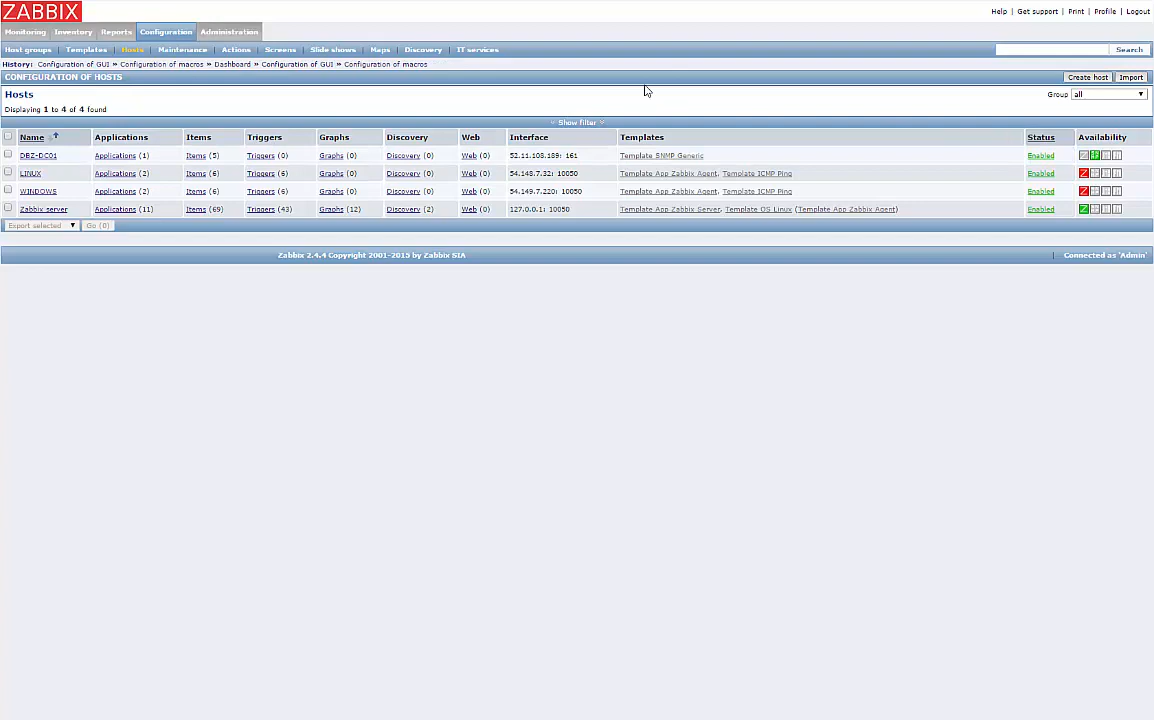 ZABBIX
Help | Get support | Print | Profile | Logout
Monitoring Inventory Reports Configuration Administration
Host groups | Templates | Hosts | Maintenance | Actions | Screens | Slide shows | Maps | Discovery | IT services Search
History: Configuration of GUI » Configuration of macros » Dashboard » Configuration of GUI » Configuration of macros
CONFIGURATION OF HOSTS Create host Import
Hosts Group all
Displaying 1 to 4 of 4 found
Show filter
Name Applications Items Triggers Graphs Discovery Web Interface Templates Status Availability
DBZ-DC01 Applications (1) Items (5) Triggers (0) Graphs (0) Discovery (0) Web (0) 52.11.108.189: 161 Template SNMP Generic Enabled
LINUX Applications (2) Items (6) Triggers (6) Graphs (0) Discovery (0) Web (0) 54.148.7.32: 10050 Template App Zabbix Agent, Template ICMP Ping Enabled Z
WINDOWS Applications (2) Items (6) Triggers (6) Graphs (0) Discovery (0) Web (0) 54.149.7.220: 10050 Template App Zabbix Agent, Template ICMP Ping Enabled Z
Zabbix server Applications (11) Items (69) Triggers (43) Graphs (12) Discovery (2) Web (0) 127.0.0.1: 10050 Template App Zabbix Server, Template OS Linux (Template App Zabbix Agent) Enabled Z
Export selected Go (0)
Zabbix 2.4.4 Copyright 2001-2015 by Zabbix SIA | Connected as 'Admin'